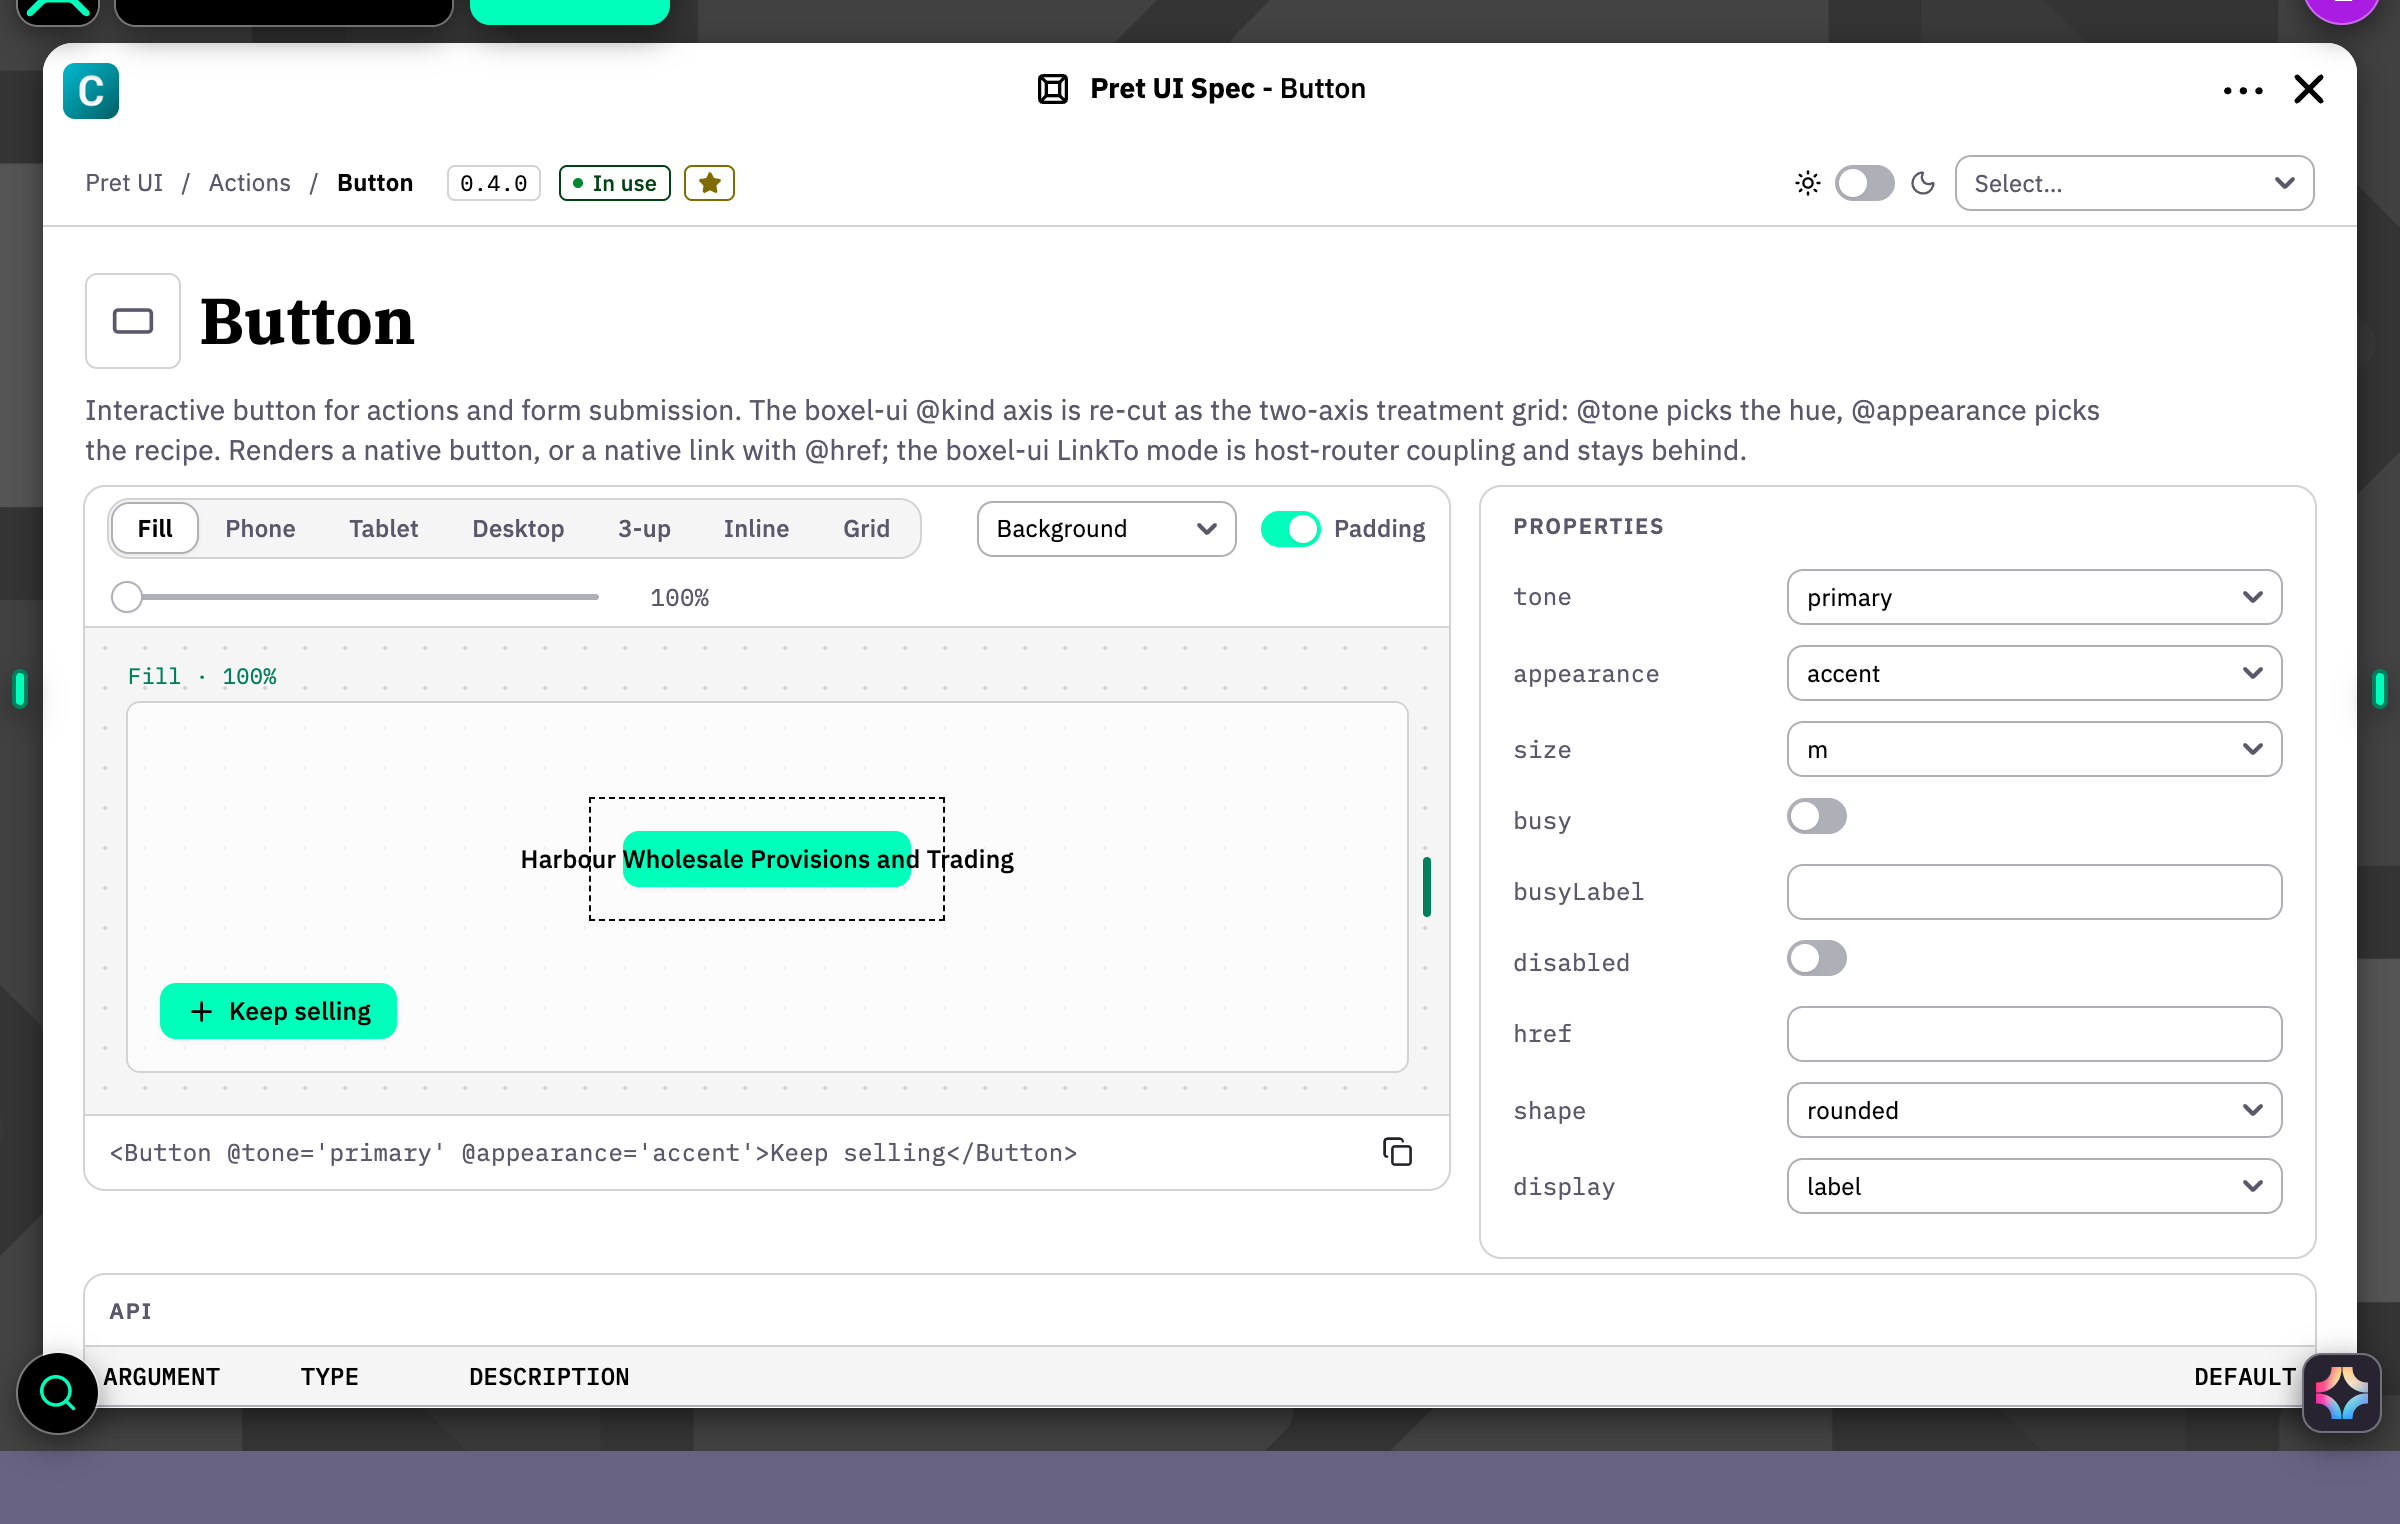 C
Pret UI Spec - Button
Pret UI / Actions / Button 0.4.0 In use
Select...
Button
Interactive button for actions and form submission. The boxel-ui @kind axis is re-cut as the two-axis treatment grid: @tone picks the hue, @appearance picks
the recipe. Renders a native button, or a native link with @href; the boxel-ui LinkTo mode is host-router coupling and stays behind.
Fill Phone Tablet Desktop 3-up Inline Grid
Background
Padding
100%
Fill · 100%
Harbour Wholesale Provisions and Trading
+ Keep selling
<Button @tone='primary' @appearance='accent'>Keep selling</Button>
PROPERTIES
tone primary
appearance accent
size m
busy
busyLabel
disabled
href
shape rounded
display label
API
ARGUMENT TYPE DESCRIPTION DEFAULT